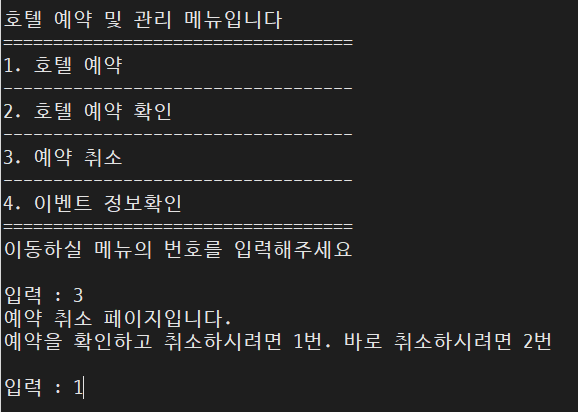 호텔 예약 및 관리 메뉴입니다
===================================
1. 호텔 예약
-----------------------------------
2. 호텔 예약 확인
-----------------------------------
3. 예약 취소
-----------------------------------
4. 이벤트 정보확인
===================================
이동하실 메뉴의 번호를 입력해주세요
입력 : 3
예약 취소 페이지입니다.
예약을 확인하고 취소하시려면 1번. 바로 취소하시려면 2번
입력 : 1